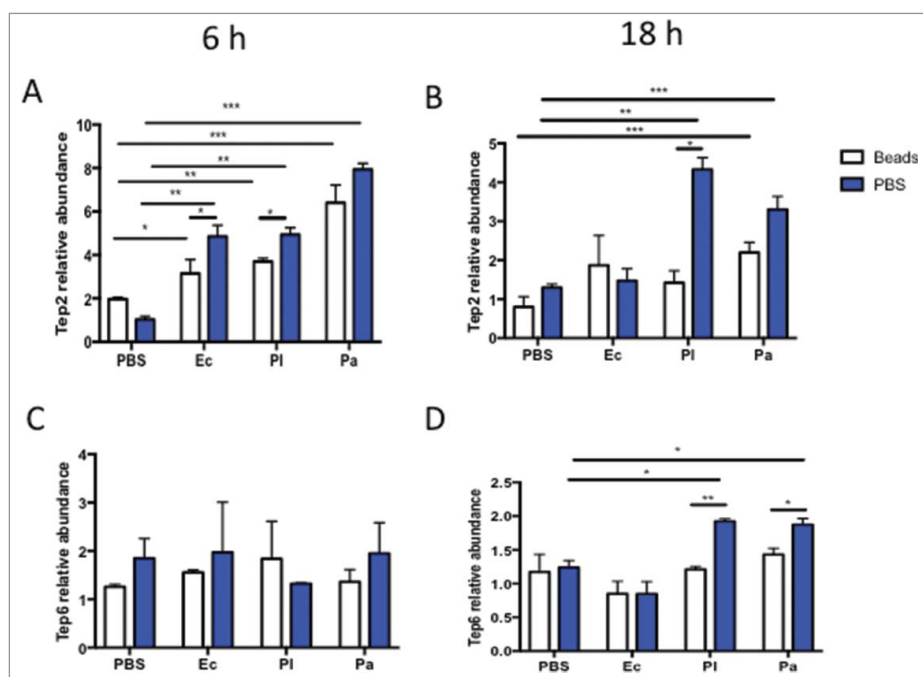 6 h
18 h
A
***
***
**
**
**
*
*
*
Tep2 relative abundance
10
8
6
4
2
0
PBS Ec Pl Pa
B
***
**
***
*
Tep2 relative abundance
5
4
3
2
1
0
PBS Ec Pl Pa
Beads
PBS
C
Tep6 relative abundance
4
3
2
1
0
PBS Ec Pl Pa
D
*
*
**
*
Tep6 relative abundance
2.5
2.0
1.5
1.0
0.5
0.0
PBS Ec Pl Pa